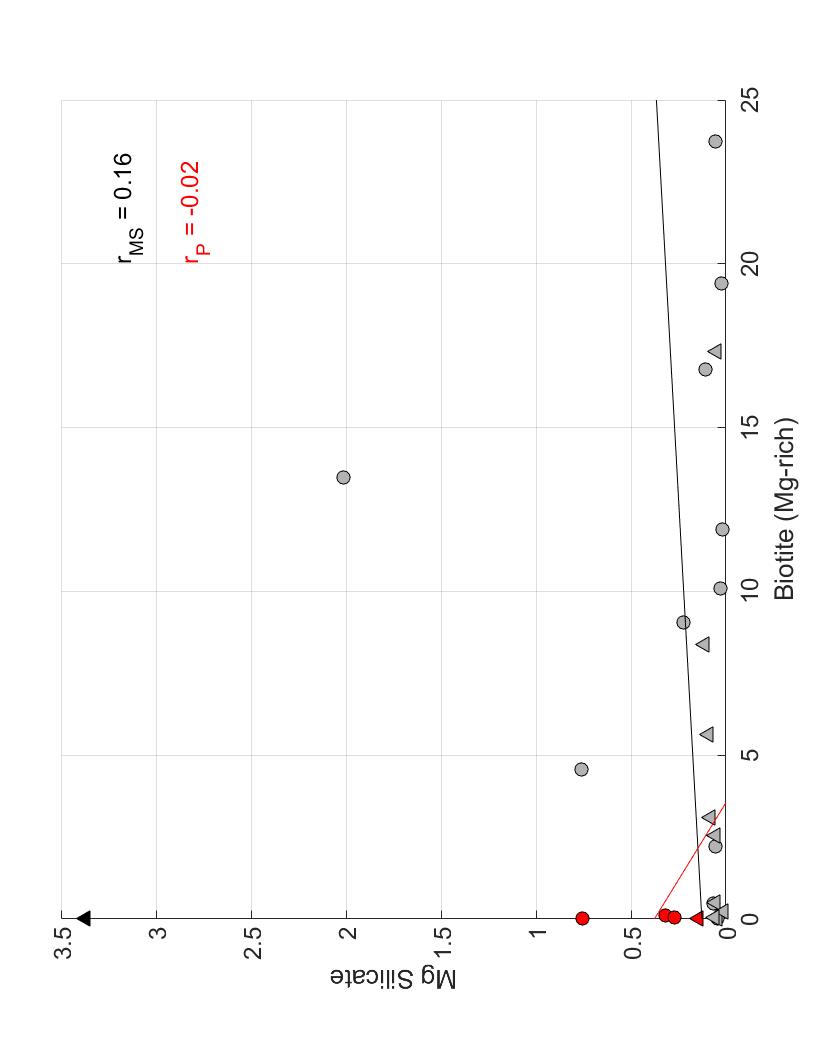 3.5
3
2.5
2
1.5
1
0.5
0
Mg Silicate
r_MS = 0.16
r_P = -0.02
0 5 10 15 20 25
Biotite (Mg-rich)